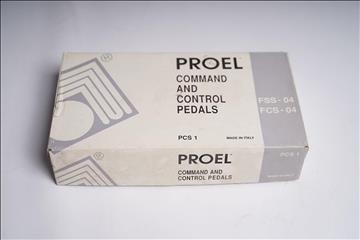 PROEL
COMMAND
AND
CONTROL
PEDALS
FSS - 04
FCS - 04
PCS 1
MADE IN ITALY
PROEL
COMMAND AND
CONTROL PEDALS
PCS 1
R